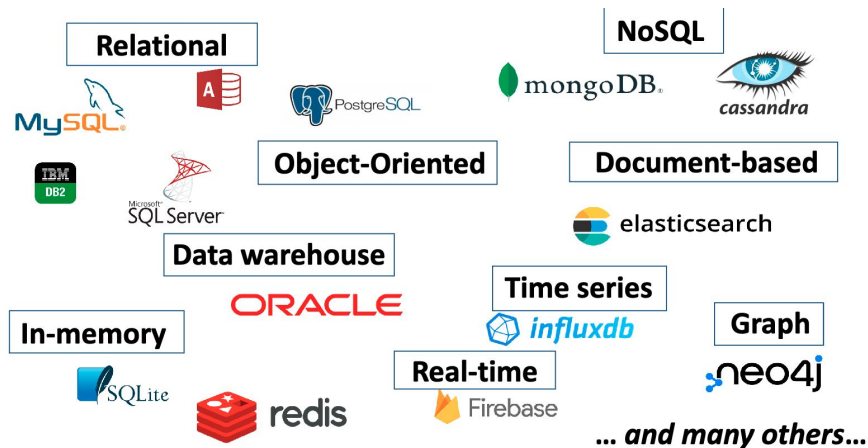 Relational
NoSQL
MySQL®
A
PostgreSQL
mongoDB®
cassandra
Object-Oriented
Document-based
IBM
DB2
Microsoft®
SQL Server®
elasticsearch
Data warehouse
ORACLE
Time series
influxdb
In-memory
Graph
SQLite
redis
Real-time
Firebase
neo4j
... and many others...